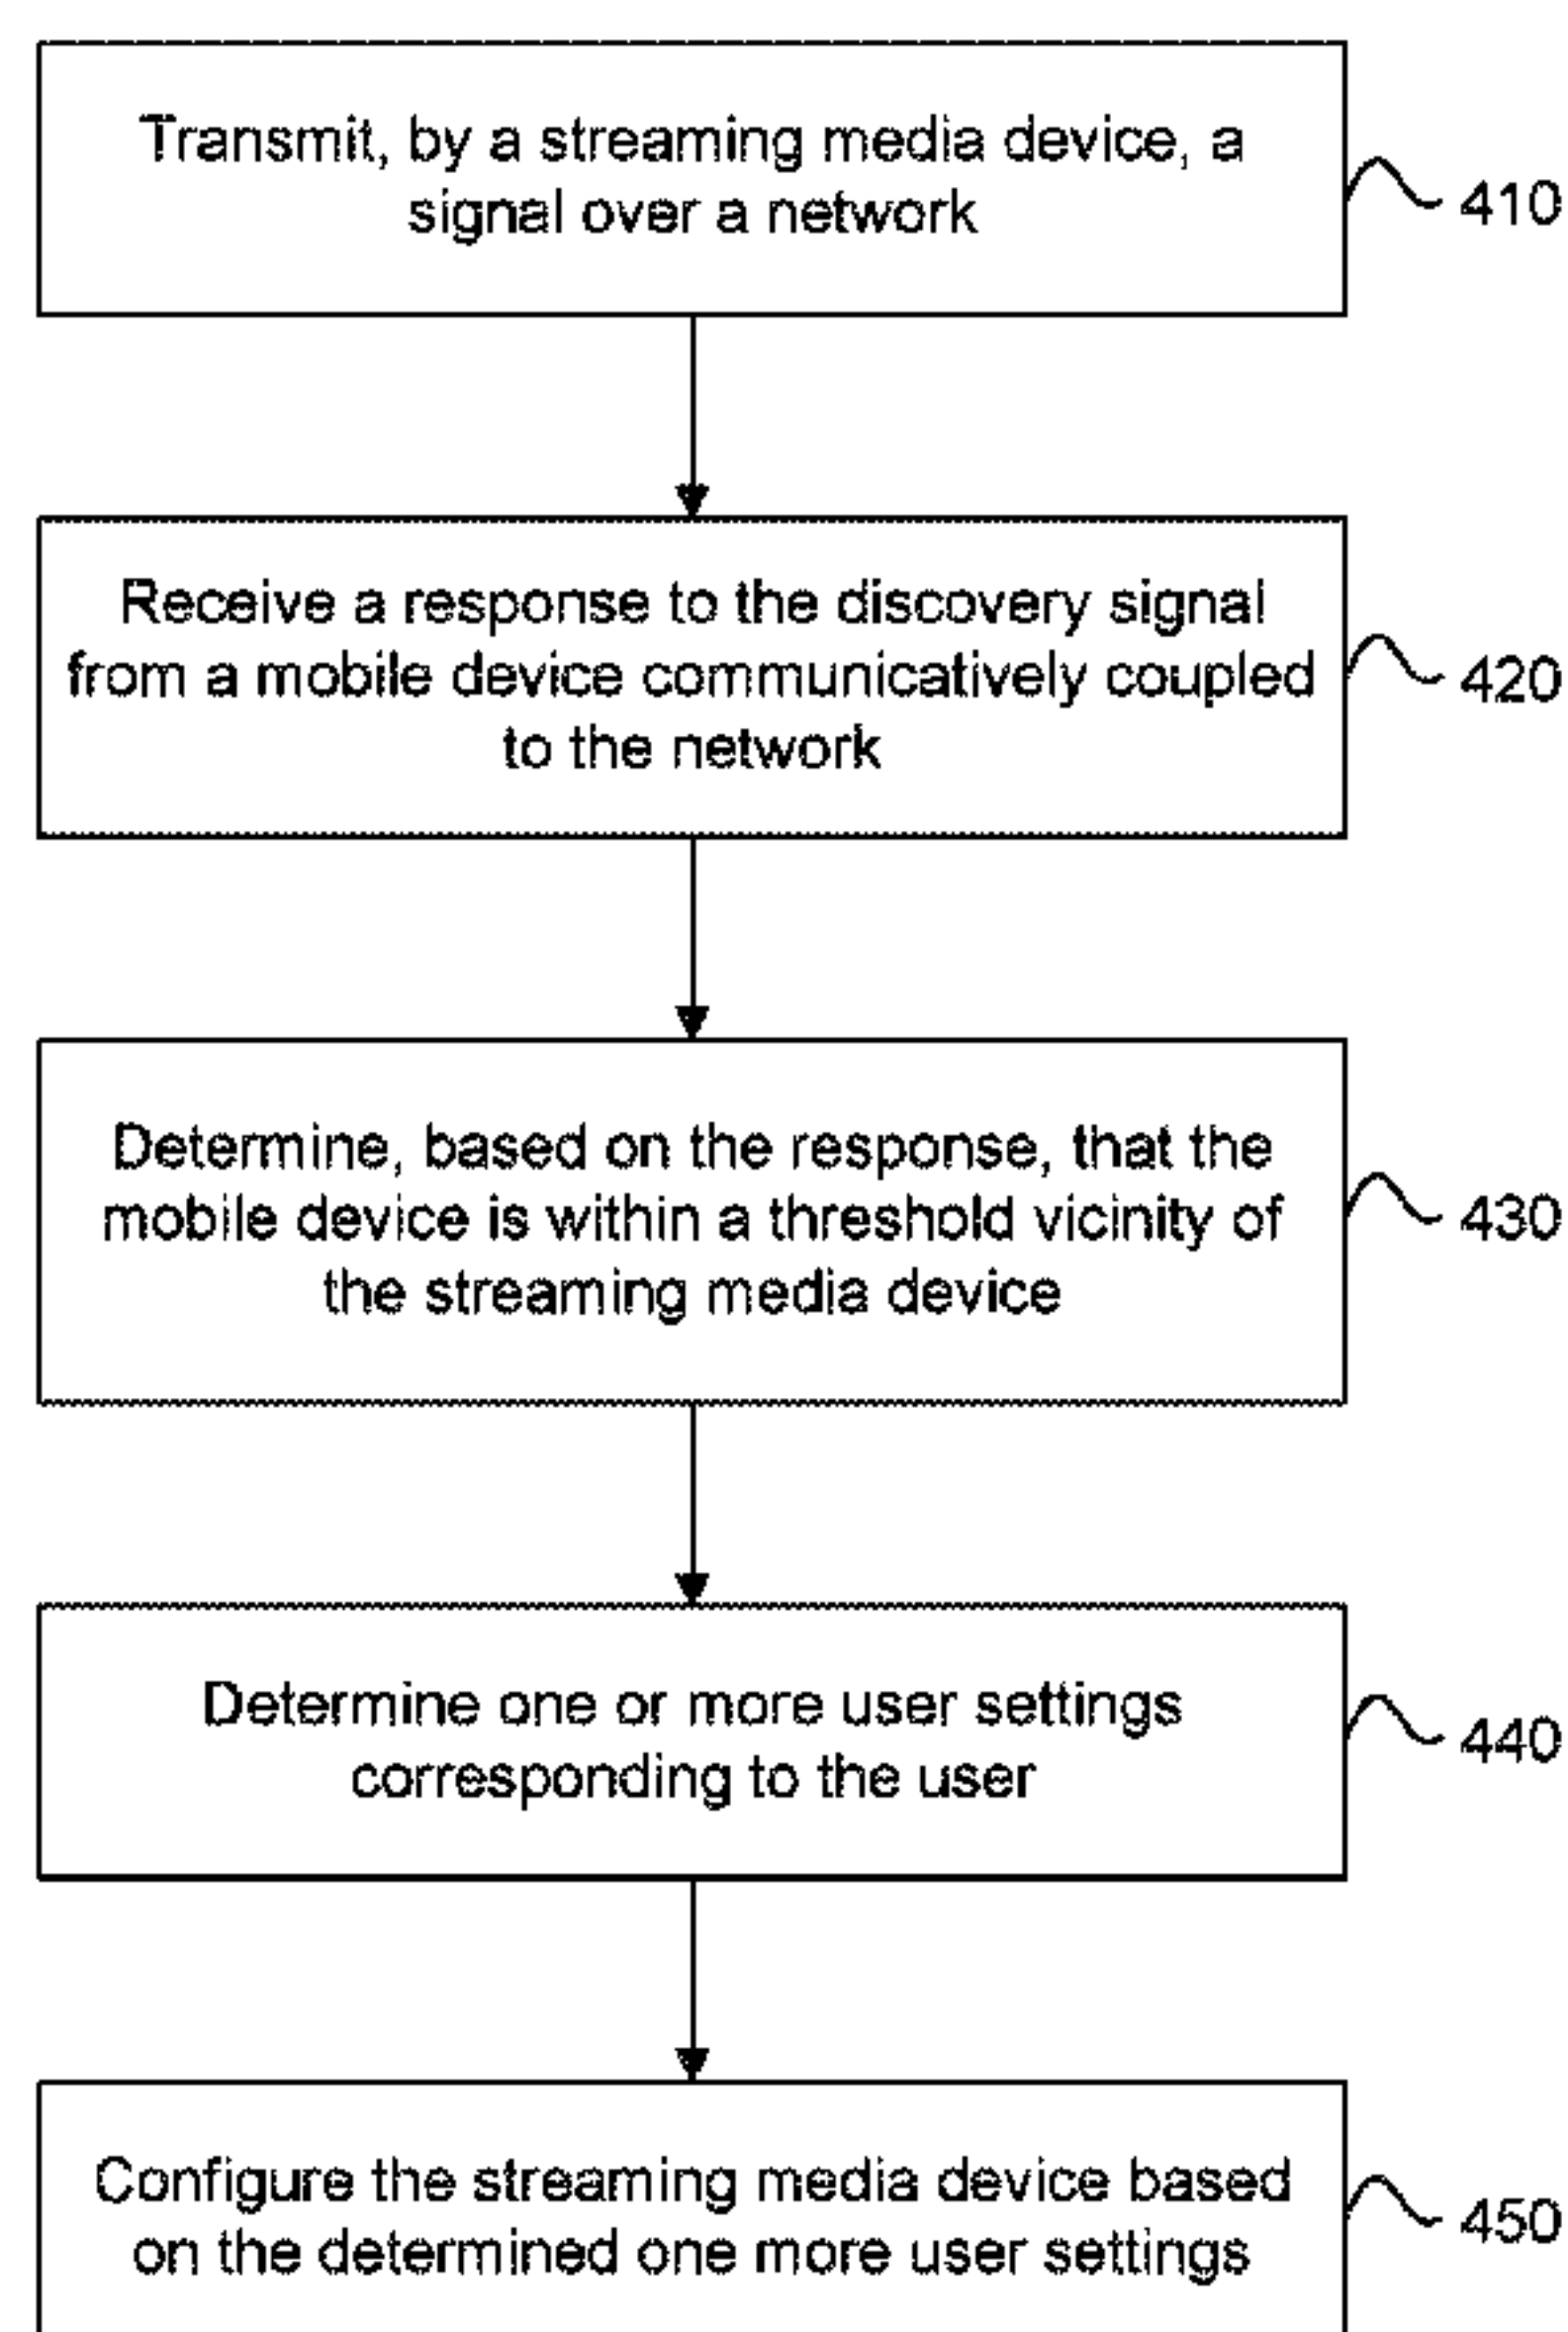 Transmit, by a streaming media device, a
signal over a network
410
Receive a response to the discovery signal
from a mobile device communicatively coupled
to the network
420
Determine, based on the response, that the
mobile device is within a threshold vicinity of
the streaming media device
430
Determine one or more user settings
corresponding to the user
440
Configure the streaming media device based
on the determined one more user settings
450